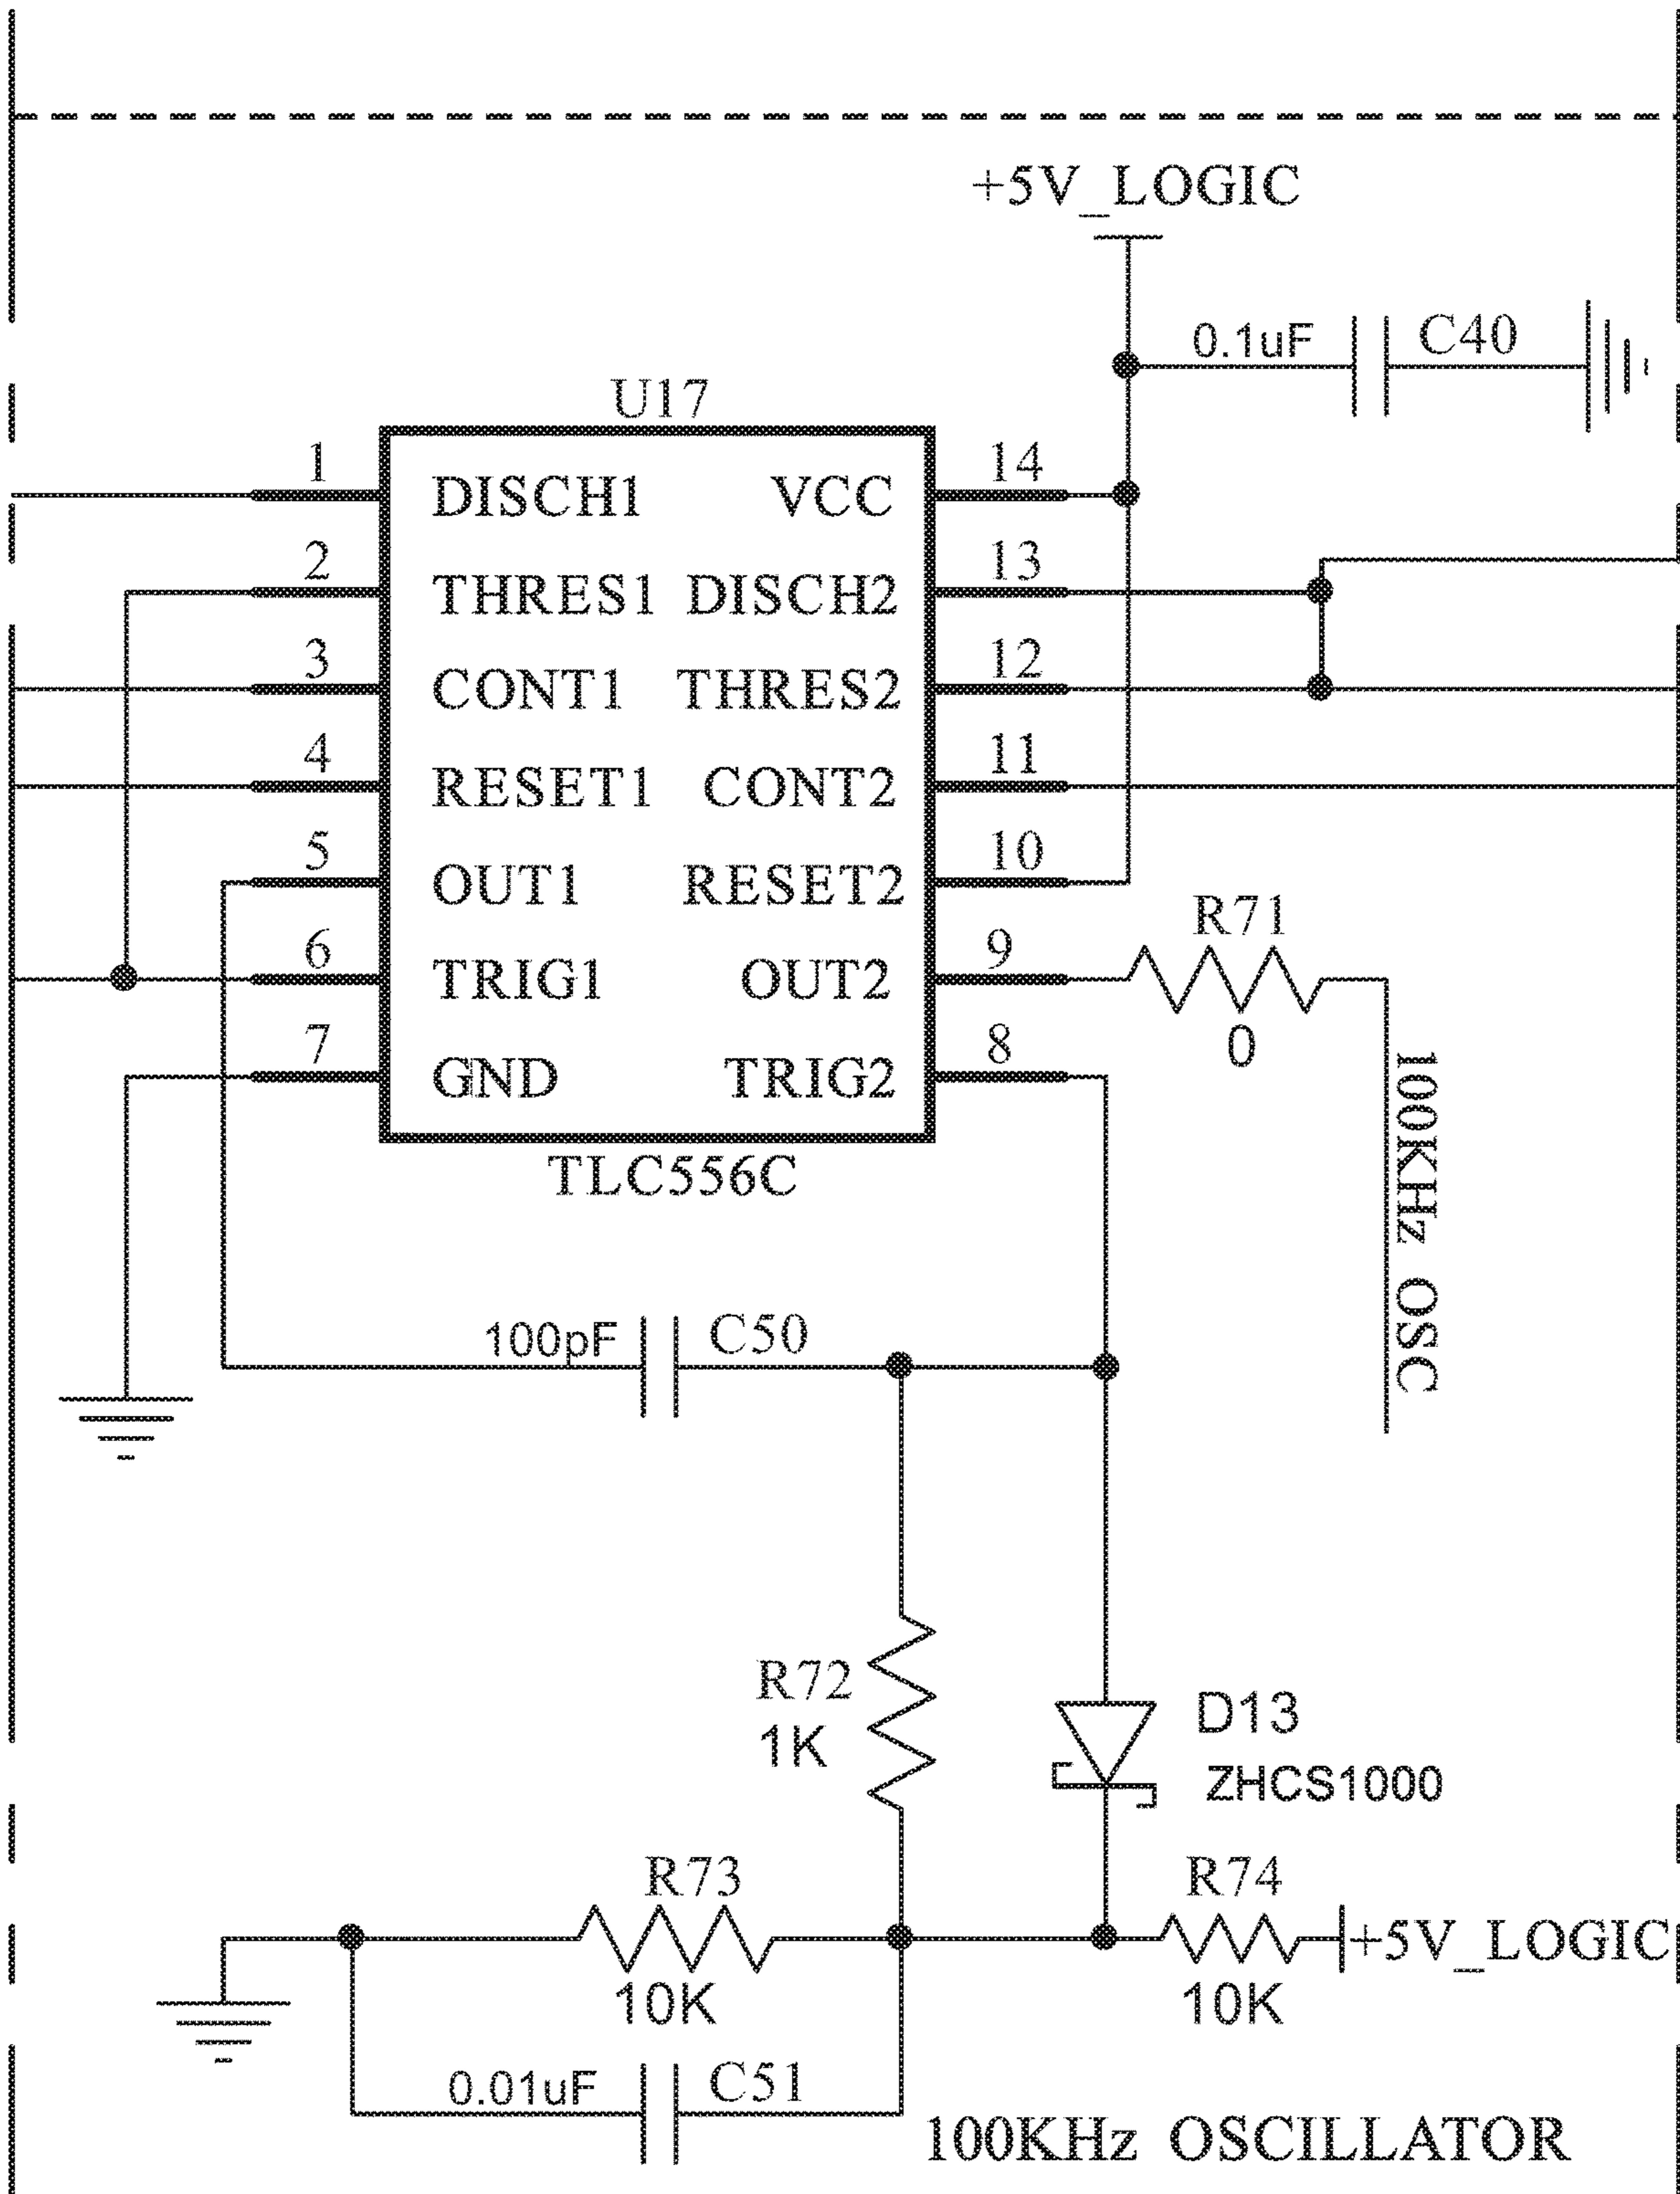 +5V_LOGIC
0.1uF C40
U17
1 DISCH1 VCC 14
2 THRES1 DISCH2 13
3 CONT1 THRES2 12
4 RESET1 CONT2 11
5 OUT1 RESET2 10
6 TRIG1 OUT2 9
7 GND TRIG2 8
R71
0
TLC556C
100KHz OSC
100pF C50
R72
1K
D13
ZHCS1000
R73
10K
R74
10K
+5V_LOGIC
0.01uF C51
100KHz OSCILLATOR